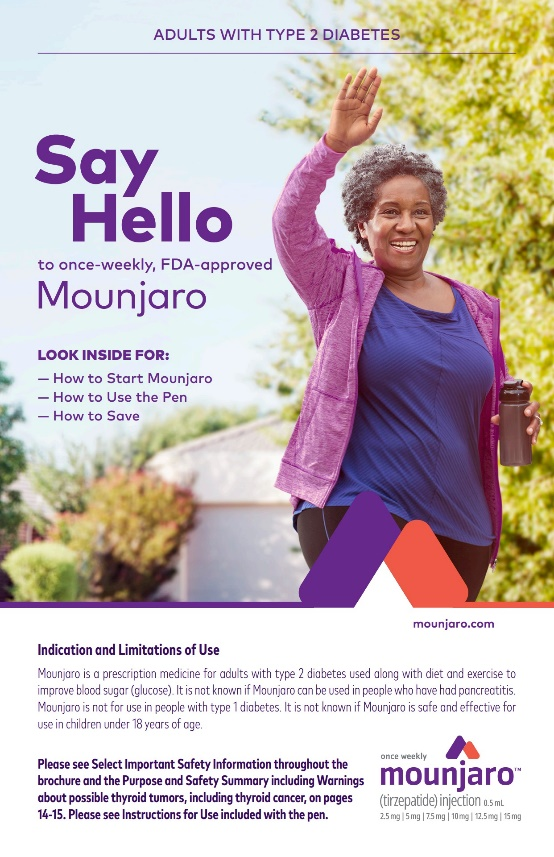 ADULTS WITH TYPE 2 DIABETES
Say
Hello
to once-weekly, FDA-approved
Mounjaro
LOOK INSIDE FOR:
— How to Start Mounjaro
— How to Use the Pen
— How to Save
mounjaro.com
Indication and Limitations of Use
Mounjaro is a prescription medicine for adults with type 2 diabetes used along with diet and exercise to
improve blood sugar (glucose). It is not known if Mounjaro can be used in people who have had pancreatitis.
Mounjaro is not for use in people with type 1 diabetes. It is not known if Mounjaro is safe and effective for
use in children under 18 years of age.
Please see Select Important Safety Information throughout the
brochure and the Purpose and Safety Summary including Warnings
about possible thyroid tumors, including thyroid cancer, on pages
14-15. Please see Instructions for Use included with the pen.
once weekly
mounjaro™
(tirzepatide) injection 0.5 mL
2.5 mg | 5 mg | 7.5 mg | 10 mg | 12.5 mg | 15 mg